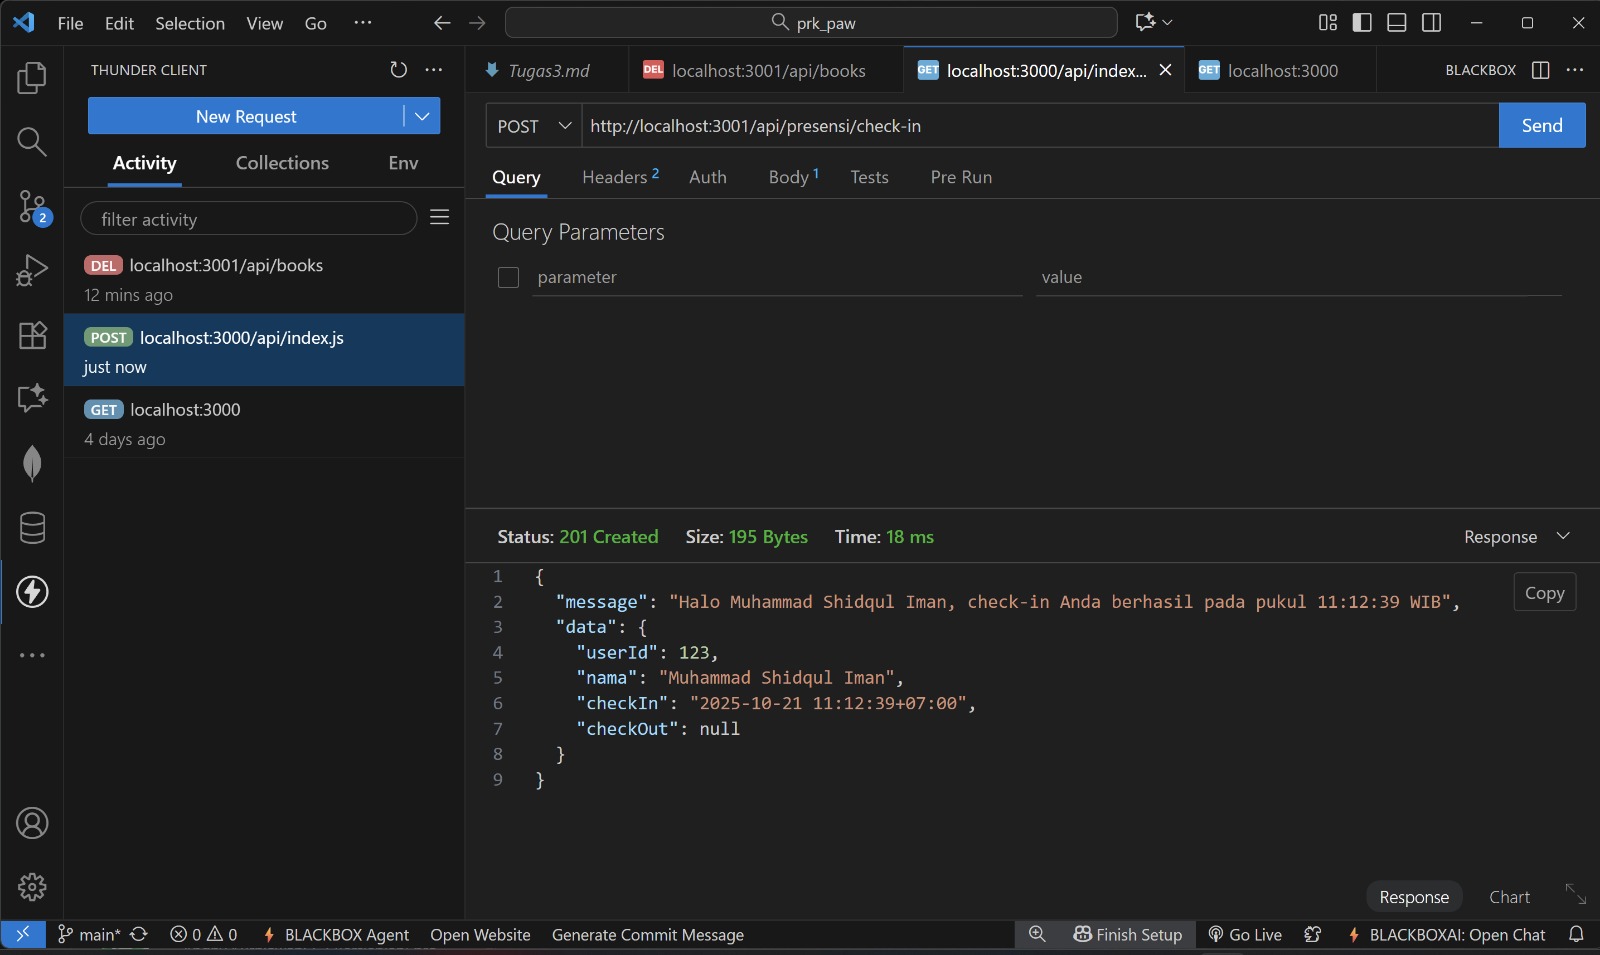 File Edit Selection View Go ···
prk_paw
THUNDER CLIENT
New Request
Activity Collections Env
filter activity
DEL localhost:3001/api/books
12 mins ago
POST localhost:3000/api/index.js
just now
GET localhost:3000
4 days ago
2
Tugas3.md
DEL localhost:3001/api/books
GET localhost:3000/api/index...
GET localhost:3000
BLACKBOX
POST http://localhost:3001/api/presensi/check-in Send
Query Headers 2 Auth Body 1 Tests Pre Run
Query Parameters
parameter value
Status: 201 Created Size: 195 Bytes Time: 18 ms Response
Copy
1 {
2 "message": "Halo Muhammad Shidqul Iman, check-in Anda berhasil pada pukul 11:12:39 WIB",
3 "data": {
4 "userId": 123,
5 "nama": "Muhammad Shidqul Iman",
6 "checkIn": "2025-10-21 11:12:39+07:00",
7 "checkOut": null
8 }
9 }
Response Chart
main* 0 0 BLACKBOX Agent Open Website Generate Commit Message Finish Setup Go Live BLACKBOXAI: Open Chat